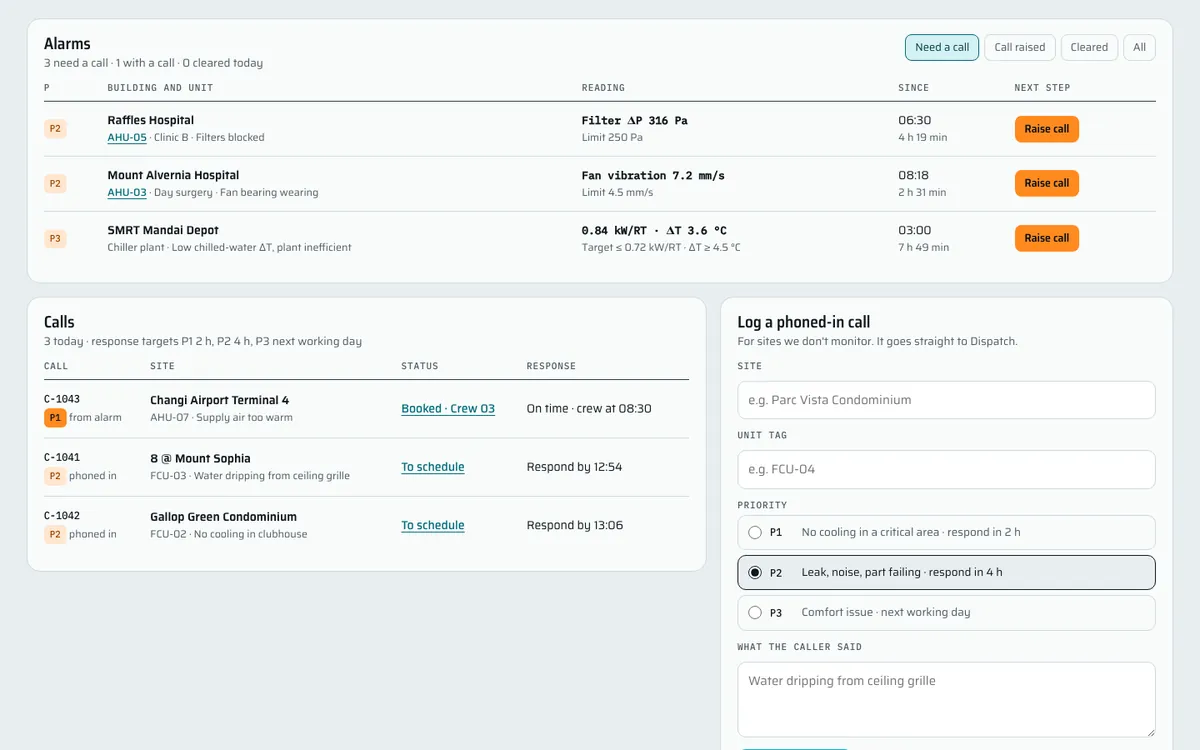 Alarms
3 need a call · 1 with a call · 0 cleared today
Need a call
Call raised
Cleared
All
P BUILDING AND UNIT READING SINCE NEXT STEP
P2 Raffles Hospital Filter ΔP 316 Pa 06:30 Raise call
AHU-05 · Clinic B · Filters blocked Limit 250 Pa 4 h 19 min
P2 Mount Alvernia Hospital Fan vibration 7.2 mm/s 08:18 Raise call
AHU-03 · Day surgery · Fan bearing wearing Limit 4.5 mm/s 2 h 31 min
P3 SMRT Mandai Depot 0.84 kW/RT · ΔT 3.6 °C 03:00 Raise call
Chiller plant · Low chilled-water ΔT, plant inefficient Target ≤ 0.72 kW/RT · ΔT ≥ 4.5 °C 7 h 49 min
Calls
3 today · response targets P1 2 h, P2 4 h, P3 next working day
CALL SITE STATUS RESPONSE
C-1043 Changi Airport Terminal 4 Booked · Crew 03 On time · crew at 08:30
P1 from alarm AHU-07 · Supply air too warm
C-1041 8 @ Mount Sophia To schedule Respond by 12:54
P2 phoned in FCU-03 · Water dripping from ceiling grille
C-1042 Gallop Green Condominium To schedule Respond by 13:06
P2 phoned in FCU-02 · No cooling in clubhouse
Log a phoned-in call
For sites we don't monitor. It goes straight to Dispatch.
SITE
e.g. Parc Vista Condominium
UNIT TAG
e.g. FCU-04
PRIORITY
P1 No cooling in a critical area · respond in 2 h
P2 Leak, noise, part failing · respond in 4 h
P3 Comfort issue · next working day
WHAT THE CALLER SAID
Water dripping from ceiling grille